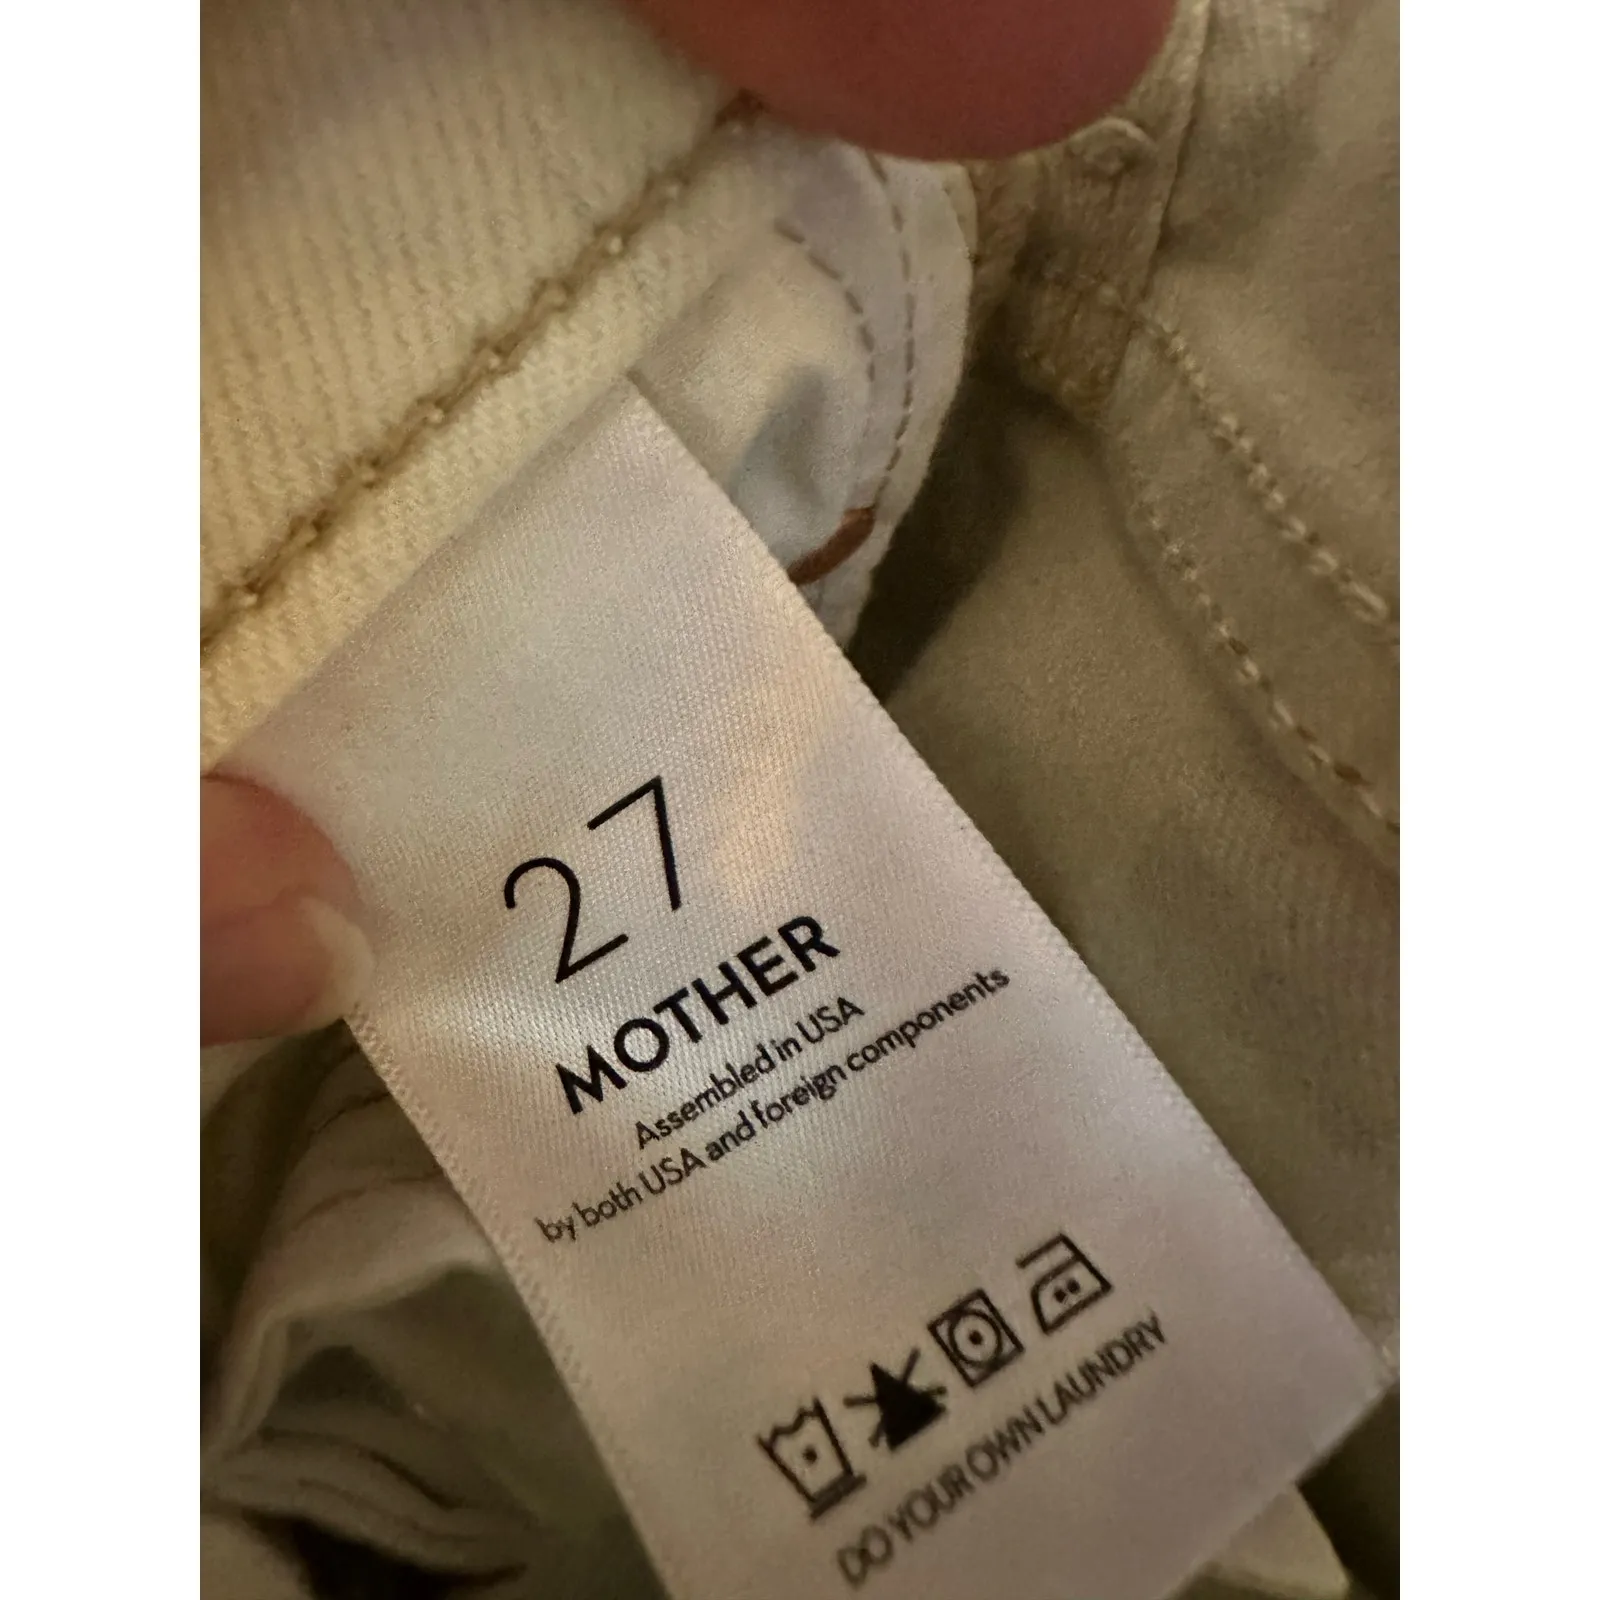 27
MOTHER
Assembled in USA
by both USA and foreign components
DO YOUR OWN LAUNDRY